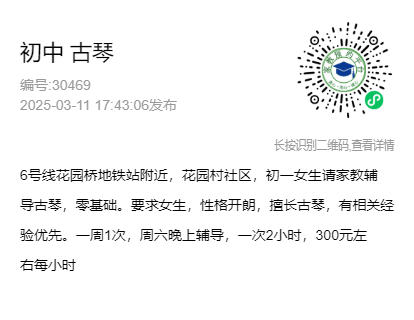 初中 古琴
编号:30469
2025-03-11 17:43:06发布
长按识别二维码,查看详情
6号线花园桥地铁站附近，花园村社区，初一女生请家教辅
导古琴，零基础。要求女生，性格开朗，擅长古琴，有相关经
验优先。一周1次，周六晚上辅导，一次2小时，300元左
右每小时